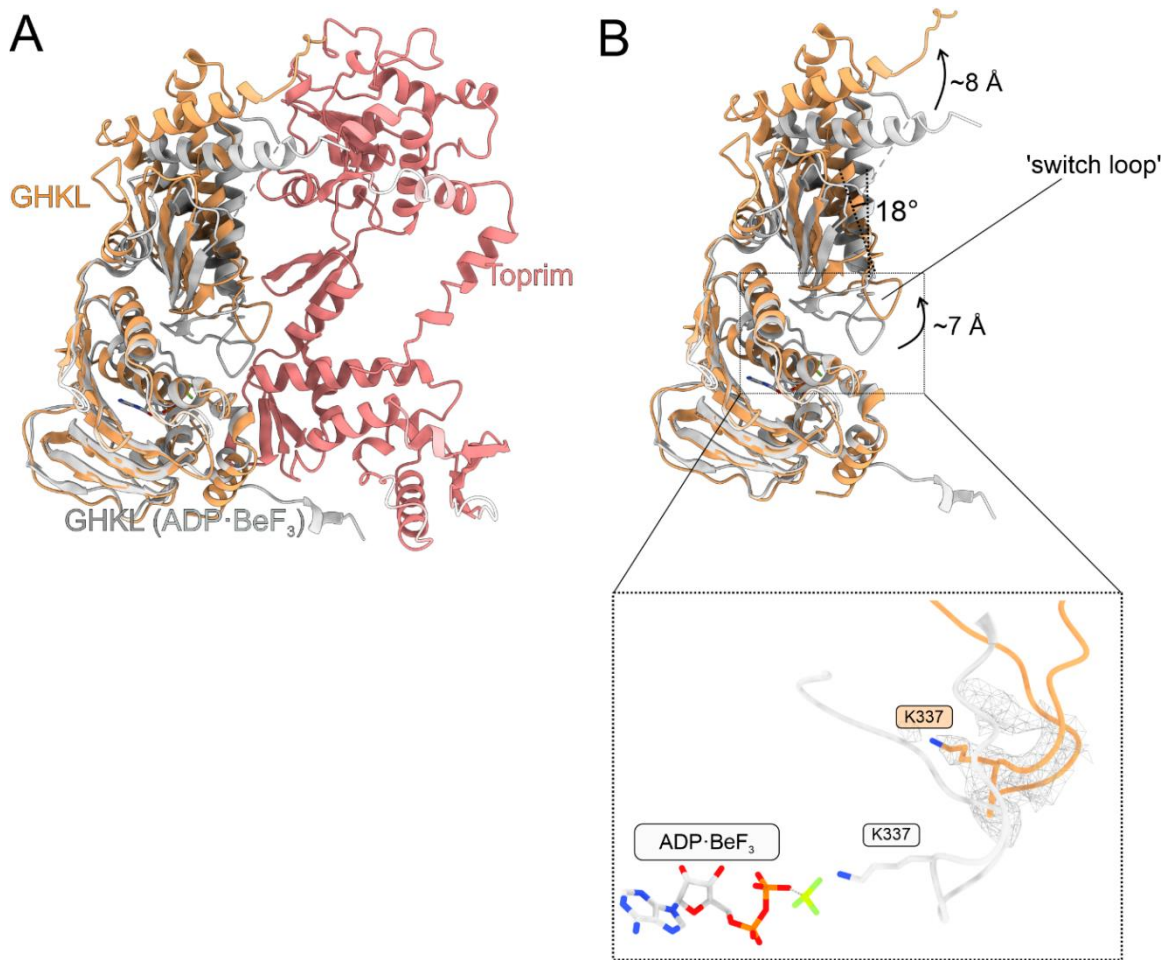 A
GHKL
Toprim
GHKL (ADP·BeF₃)
B
~8 Å
'switch loop'
18°
~7 Å
K337
K337
ADP·BeF₃